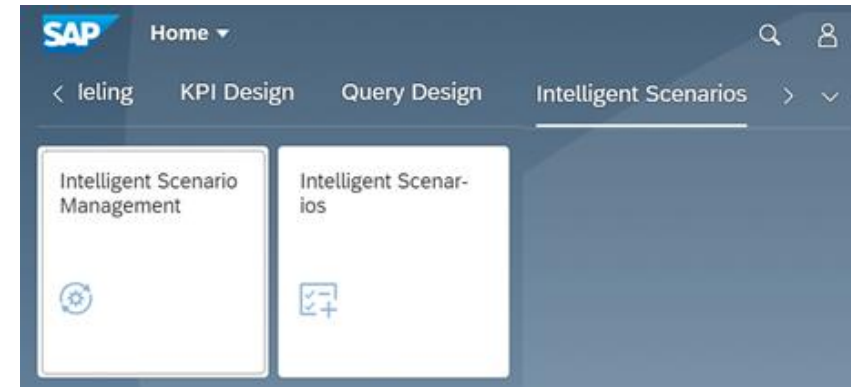 SAP Home
leling KPI Design Query Design Intelligent Scenarios
Intelligent Scenario
Management
Intelligent Scenar-
ios